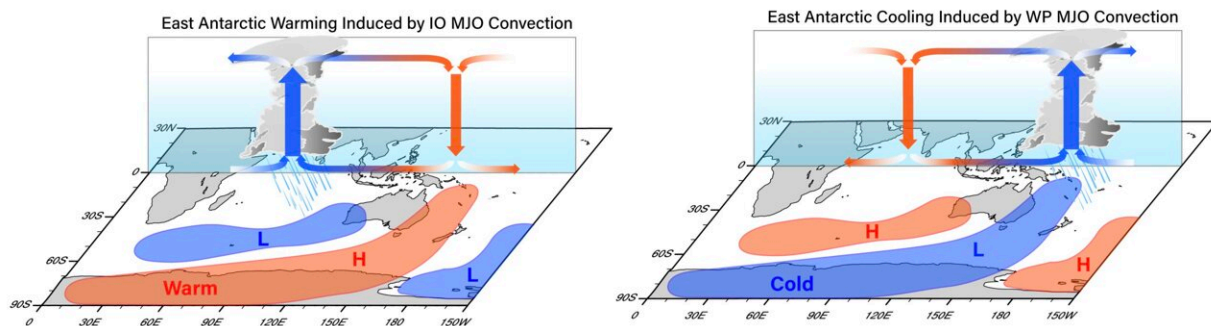 East Antarctic Warming Induced by IO MJO Convection
30N
0
30S
60S
90S
L
H
L
Warm
0
30E
60E
90E
120E
150E
180
150W
East Antarctic Cooling Induced by WP MJO Convection
30N
0
30S
60S
90S
H
L
H
Cold
0
30E
60E
90E
120E
150E
180
150W